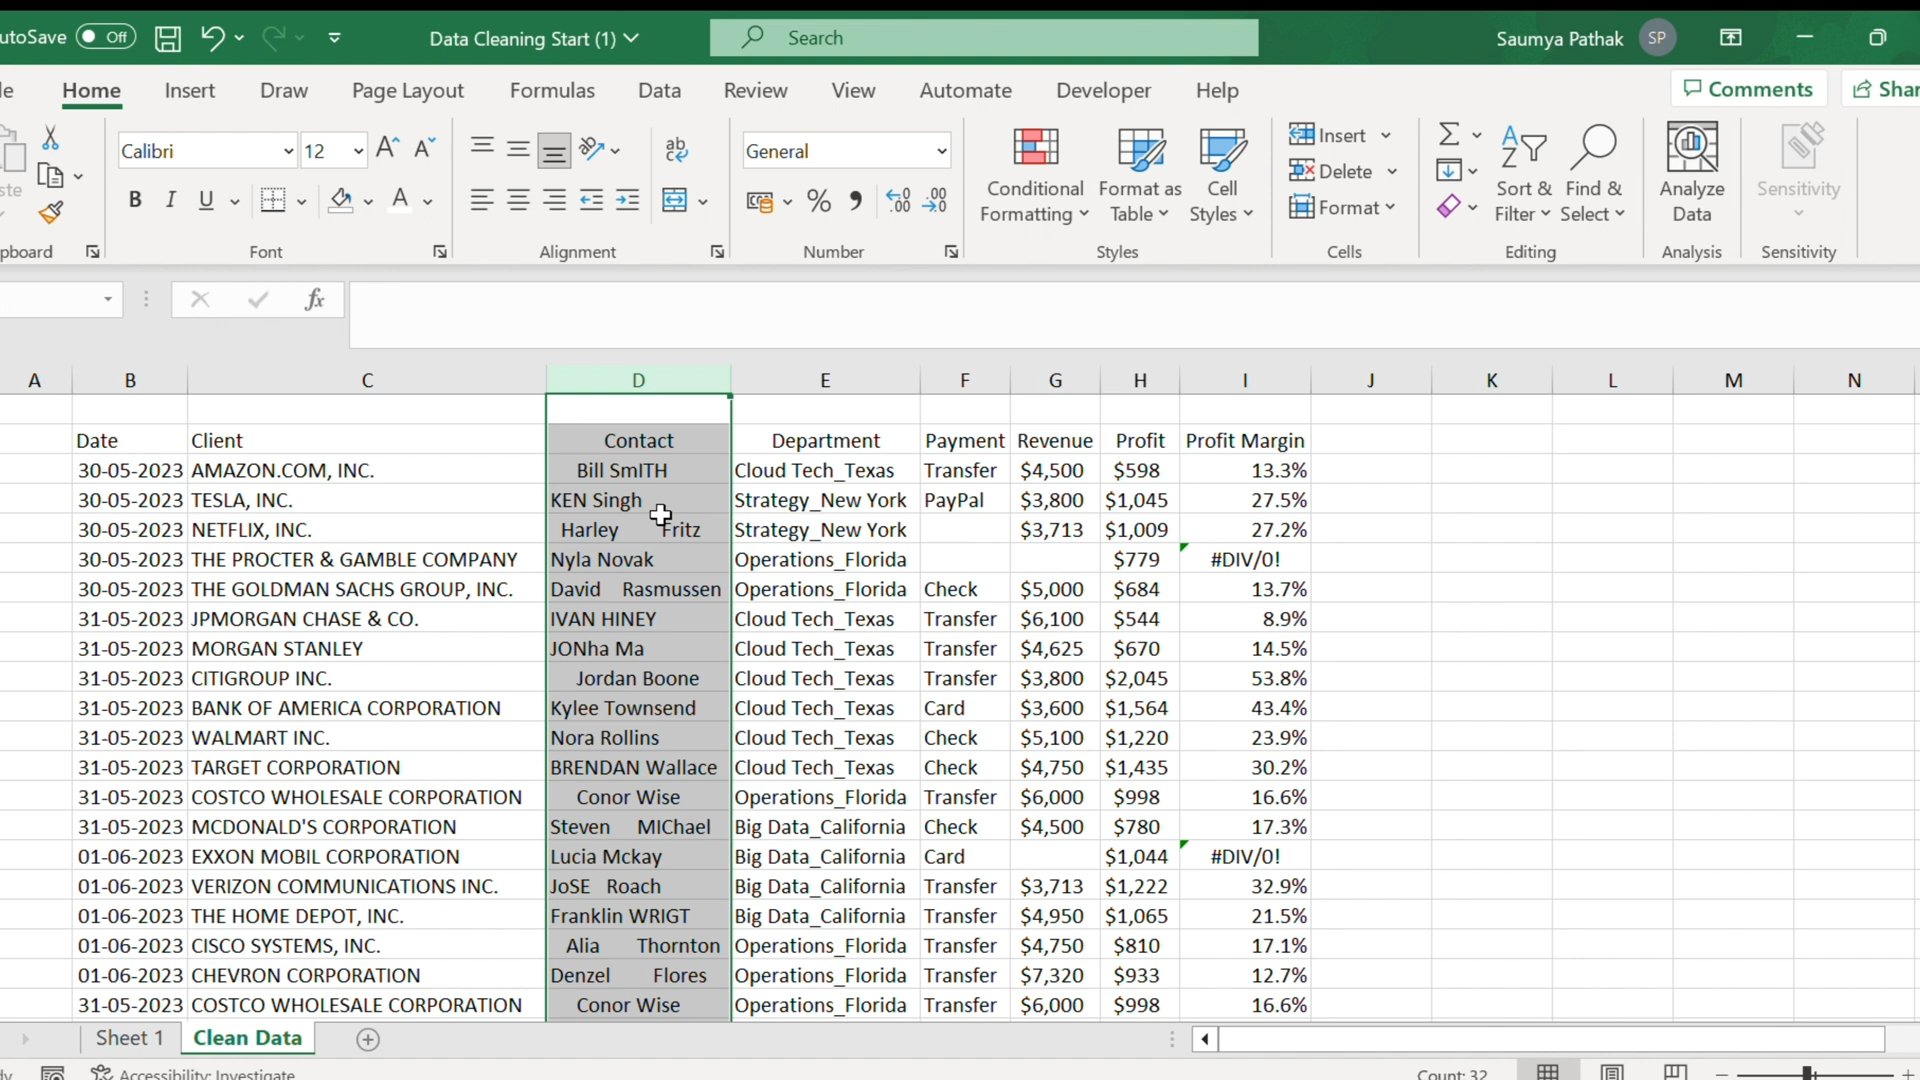 utoSave Off Data Cleaning Start (1) Search Saumya Pathak SP
le Home Insert Draw Page Layout Formulas Data Review View Automate Developer Help Comments Shar
Calibri 12 General Insert
ste Conditional Formatting Format as Table Cell Styles Delete Sort & Filter Find & Select Analyze Data Sensitivity
B I U Format
pboard Font Alignment Number Styles Cells Editing Analysis Sensitivity
fx
A B C D E F G H I J K L M N
Date Client Contact Department Payment Revenue Profit Profit Margin
30-05-2023 AMAZON.COM, INC. Bill SmITH Cloud Tech_Texas Transfer $4,500 $598 13.3%
30-05-2023 TESLA, INC. KEN Singh Strategy_New York PayPal $3,800 $1,045 27.5%
30-05-2023 NETFLIX, INC. Harley Fritz Strategy_New York $3,713 $1,009 27.2%
30-05-2023 THE PROCTER & GAMBLE COMPANY Nyla Novak Operations_Florida $779 #DIV/0!
30-05-2023 THE GOLDMAN SACHS GROUP, INC. David Rasmussen Operations_Florida Check $5,000 $684 13.7%
31-05-2023 JPMORGAN CHASE & CO. IVAN HINEY Cloud Tech_Texas Transfer $6,100 $544 8.9%
31-05-2023 MORGAN STANLEY JONha Ma Cloud Tech_Texas Transfer $4,625 $670 14.5%
31-05-2023 CITIGROUP INC. Jordan Boone Cloud Tech_Texas Transfer $3,800 $2,045 53.8%
31-05-2023 BANK OF AMERICA CORPORATION Kylee Townsend Cloud Tech_Texas Card $3,600 $1,564 43.4%
31-05-2023 WALMART INC. Nora Rollins Cloud Tech_Texas Check $5,100 $1,220 23.9%
31-05-2023 TARGET CORPORATION BRENDAN Wallace Cloud Tech_Texas Check $4,750 $1,435 30.2%
31-05-2023 COSTCO WHOLESALE CORPORATION Conor Wise Operations_Florida Transfer $6,000 $998 16.6%
31-05-2023 MCDONALD'S CORPORATION Steven MIChael Big Data_California Check $4,500 $780 17.3%
01-06-2023 EXXON MOBIL CORPORATION Lucia Mckay Big Data_California Card $1,044 #DIV/0!
01-06-2023 VERIZON COMMUNICATIONS INC. JoSE Roach Big Data_California Transfer $3,713 $1,222 32.9%
01-06-2023 THE HOME DEPOT, INC. Franklin WRIGT Big Data_California Transfer $4,950 $1,065 21.5%
01-06-2023 CISCO SYSTEMS, INC. Alia Thornton Operations_Florida Transfer $4,750 $810 17.1%
01-06-2023 CHEVRON CORPORATION Denzel Flores Operations_Florida Transfer $7,320 $933 12.7%
31-05-2023 COSTCO WHOLESALE CORPORATION Conor Wise Operations_Florida Transfer $6,000 $998 16.6%
Sheet 1 Clean Data
dy Accessibility: Investigate Count: 32